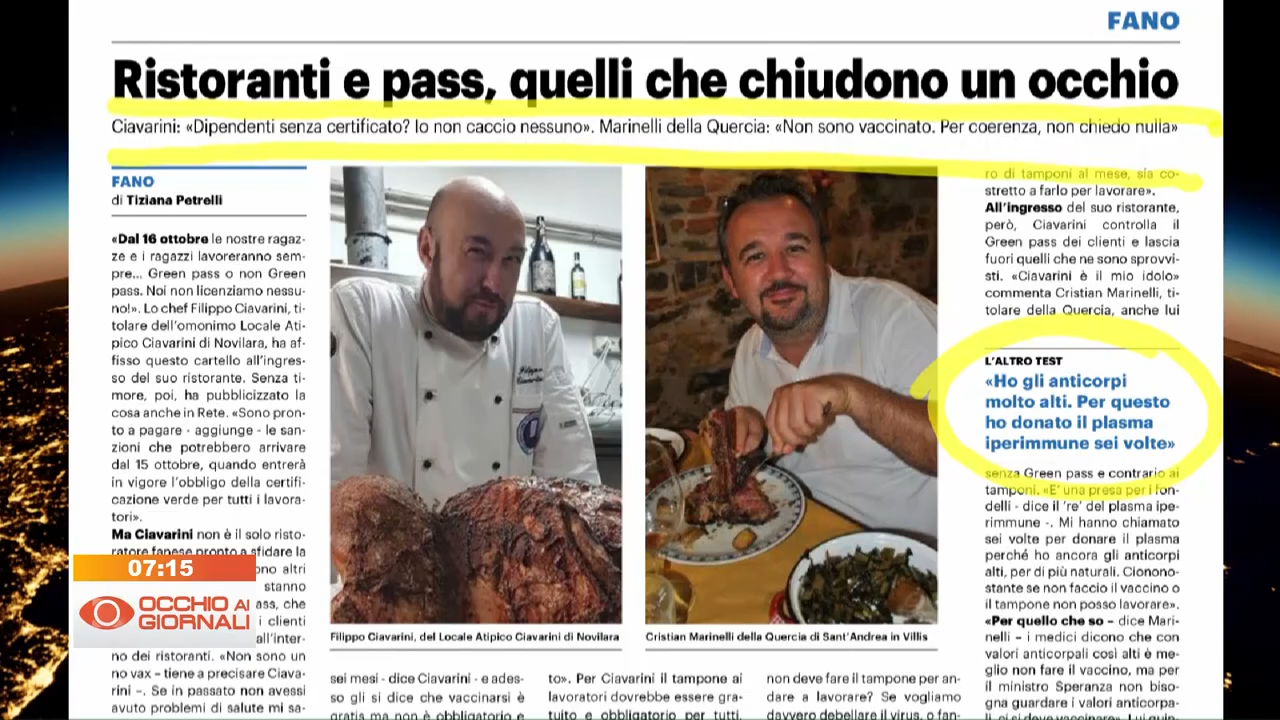 FANO
Ristoranti e pass, quelli che chiudono un occhio
Ciavarini: «Dipendenti senza certificato? Io non caccio nessuno». Marinelli della Quercia: «Non sono vaccinato. Per coerenza, non chiedo nulla»
FANO
di Tiziana Petrelli
«Dal 16 ottobre le nostre ragaz-
ze e i ragazzi lavoreranno sem-
pre... Green pass o non Green
pass. Noi non licenziamo nessu-
no!». Lo chef Filippo Ciavarini, ti-
tolare dell'omonimo Locale Ati-
pico Ciavarini di Novilara, ha af-
fisso questo cartello all'ingres-
so del suo ristorante. Senza ti-
more, poi, ha pubblicizzato la
cosa anche in Rete. «Sono pron-
to a pagare - aggiunge - le san-
zioni che potrebbero arrivare
dal 15 ottobre, quando entrerà
in vigore l'obbligo della certifi-
cazione verde per tutti i lavora-
tori».
Ma Ciavarini non è il solo risto-
ratore fanese pronto a sfidare la
ono altri
stanno
ass, che
i clienti
all'inter-
no dei ristoranti. «Non sono un
no vax – tiene a precisare Ciava-
rini –. Se in passato non avessi
avuto problemi di salute mi sa-
07:15
OCCHIO AI
GIORNALI
Filippo Ciavarini, del Locale Atipico Ciavarini di Novilara
sei mesi - dice Ciavarini - e ades-
so gli si dice che vaccinarsi è
gratis ma non è obbligatorio e
Cristian Marinelli della Quercia di Sant'Andrea in Villis
to». Per Ciavarini il tampone ai
lavoratori dovrebbe essere gra-
tuito e obbligatorio per tutti.
non deve fare il tampone per an-
dare a lavorare? Se vogliamo
davvero debellare il virus, o fan-
ro di tamponi al mese, sia co-
stretto a farlo per lavorare».
All'ingresso del suo ristorante,
però, Ciavarini controlla il
Green pass dei clienti e lascia
fuori quelli che ne sono sprovvi-
sti. «Ciavarini è il mio idolo»
commenta Cristian Marinelli, ti-
tolare della Quercia, anche lui
L'ALTRO TEST
«Ho gli anticorpi
molto alti. Per questo
ho donato il plasma
iperimmune sei volte»
senza Green pass e contrario ai
tamponi. «E' una presa per i fon-
delli - dice il 're' del plasma ipe-
rimmune -. Mi hanno chiamato
sei volte per donare il plasma
perché ho ancora gli anticorpi
alti, per di più naturali. Ciònono-
stante se non faccio il vaccino o
il tampone non posso lavorare».
«Per quello che so – dice Mari-
nelli – i medici dicono che con
valori anticorpali così alti è me-
glio non fare il vaccino, ma per
il ministro Speranza non biso-
gna guardare i valori anticorpa-